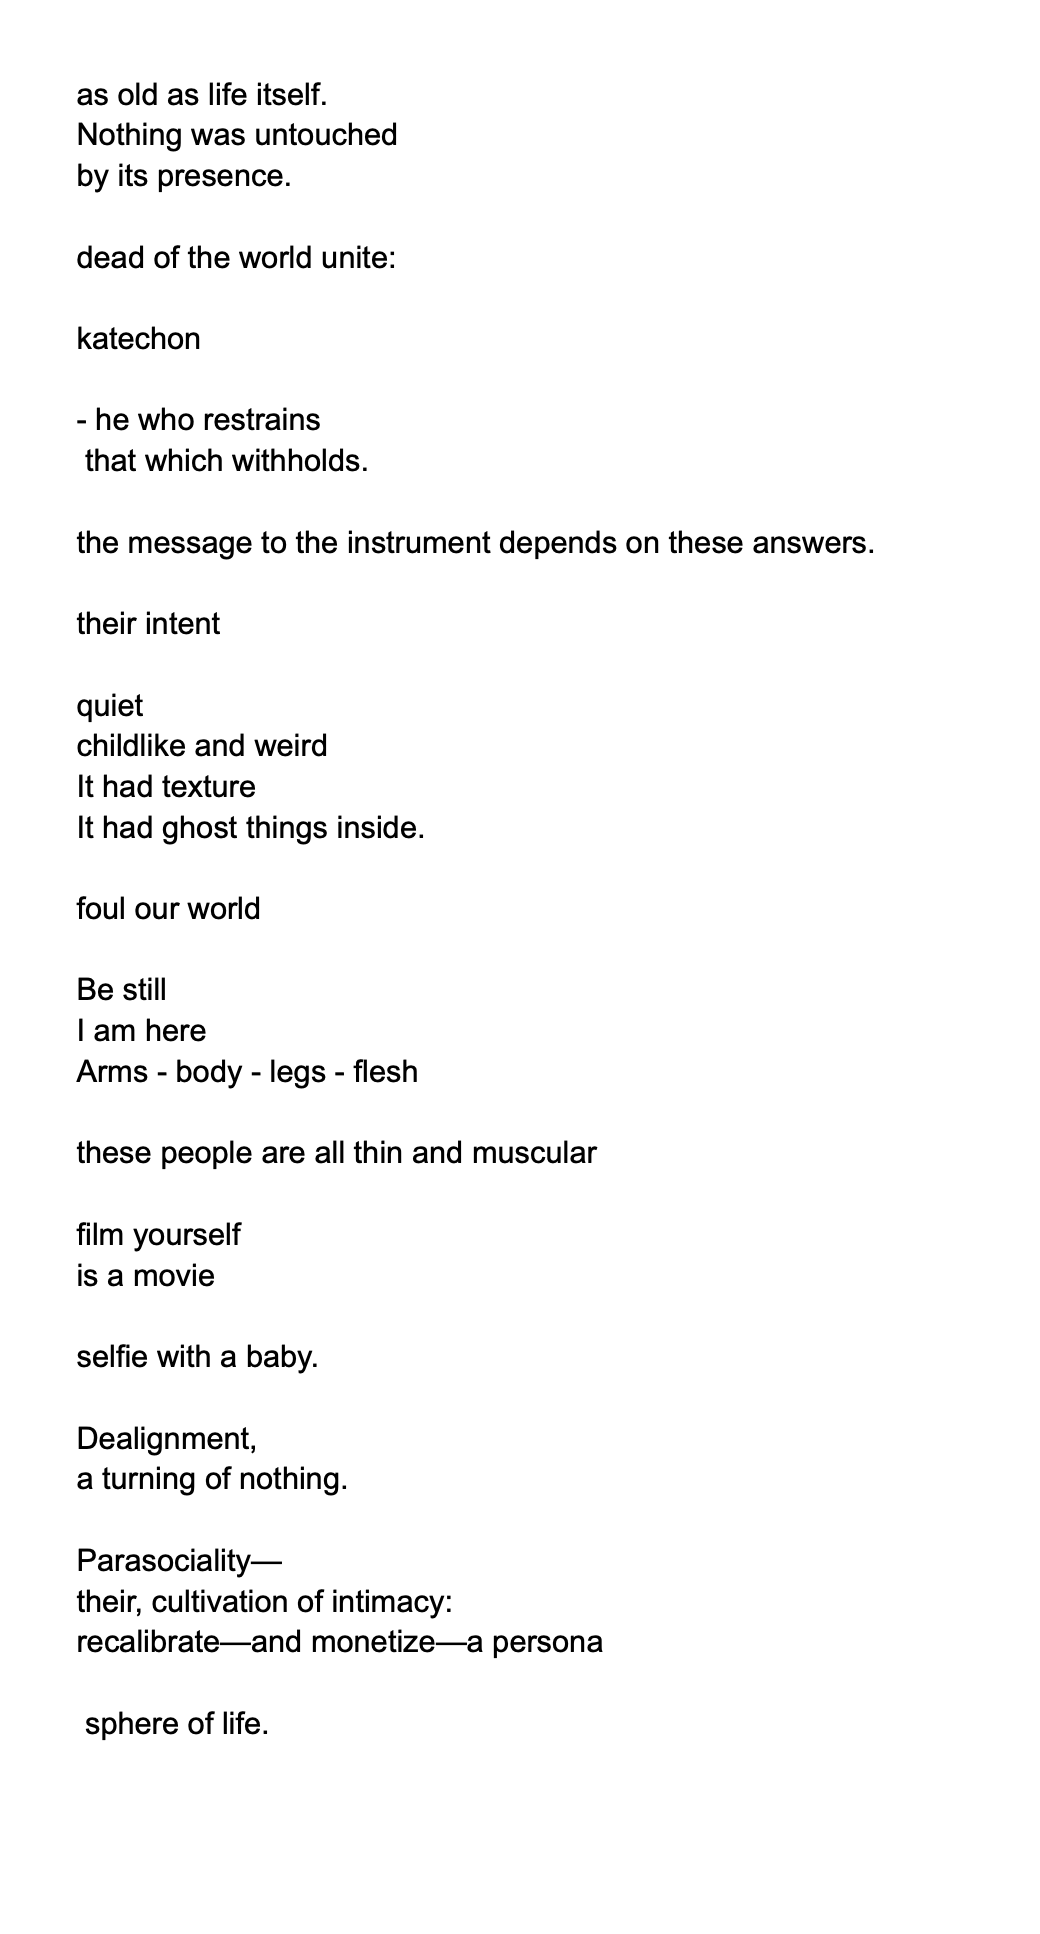 as old as life itself.
Nothing was untouched
by its presence.
dead of the world unite:
katechon
- he who restrains
that which withholds.
the message to the instrument depends on these answers.
their intent
quiet
childlike and weird
It had texture
It had ghost things inside.
foul our world
Be still
I am here
Arms - body - legs - flesh
these people are all thin and muscular
film yourself
is a movie
selfie with a baby.
Dealignment,
a turning of nothing.
Parasociality—
their, cultivation of intimacy:
recalibrate—and monetize—a persona
sphere of life.